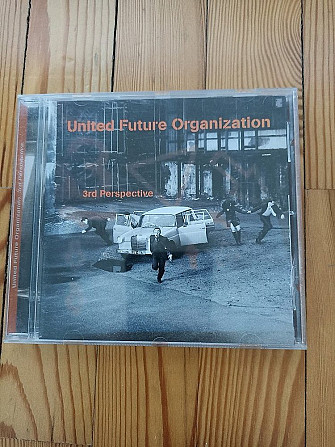 United Future Organization
3rd Perspective
United Future Organization 3rd Perspective